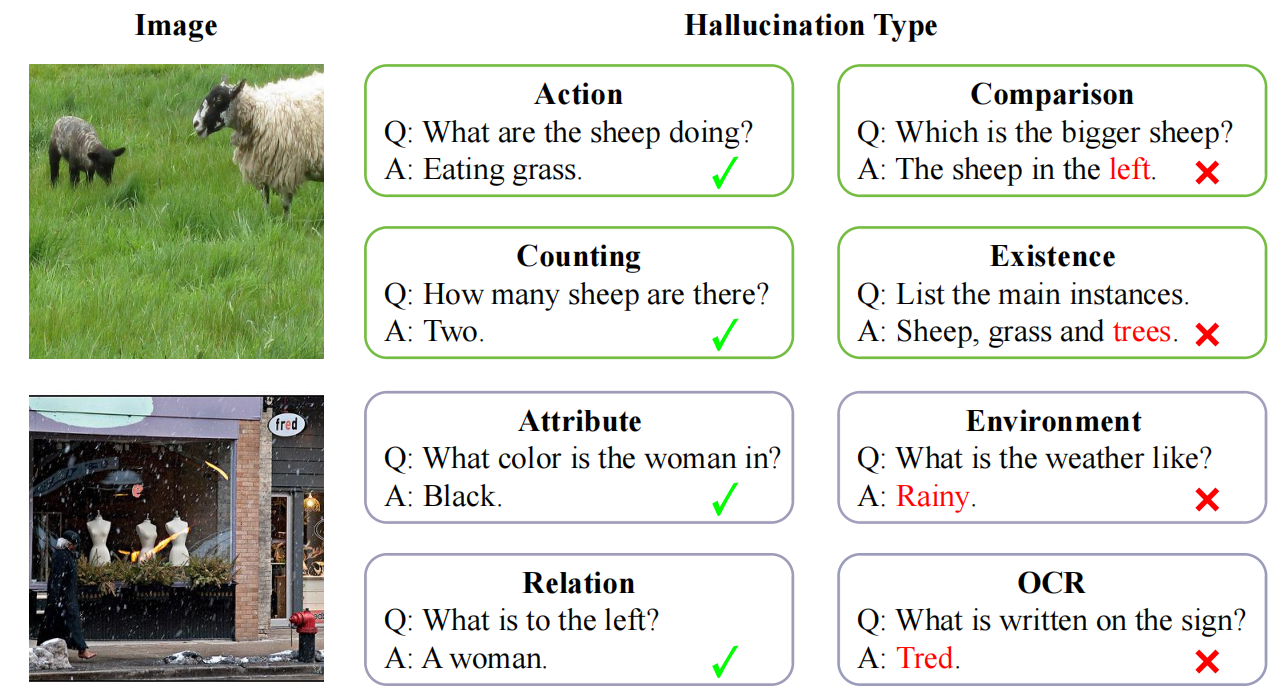 Image
Hallucination Type
Action
Q: What are the sheep doing?
A: Eating grass.
Comparison
Q: Which is the bigger sheep?
A: The sheep in the left.
Counting
Q: How many sheep are there?
A: Two.
Existence
Q: List the main instances.
A: Sheep, grass and trees.
fred
Attribute
Q: What color is the woman in?
A: Black.
Environment
Q: What is the weather like?
A: Rainy.
Relation
Q: What is to the left?
A: A woman.
OCR
Q: What is written on the sign?
A: Tred.